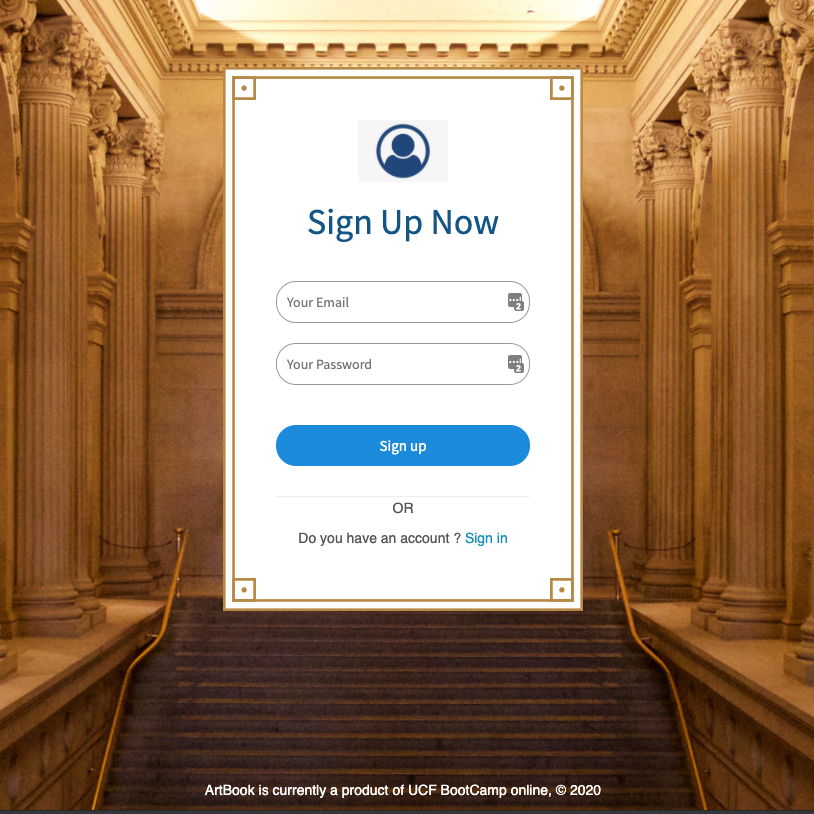 Sign Up Now
Your Email
Your Password
Sign up
OR
Do you have an account ? Sign in
ArtBook is currently a product of UCF BootCamp online, © 2020